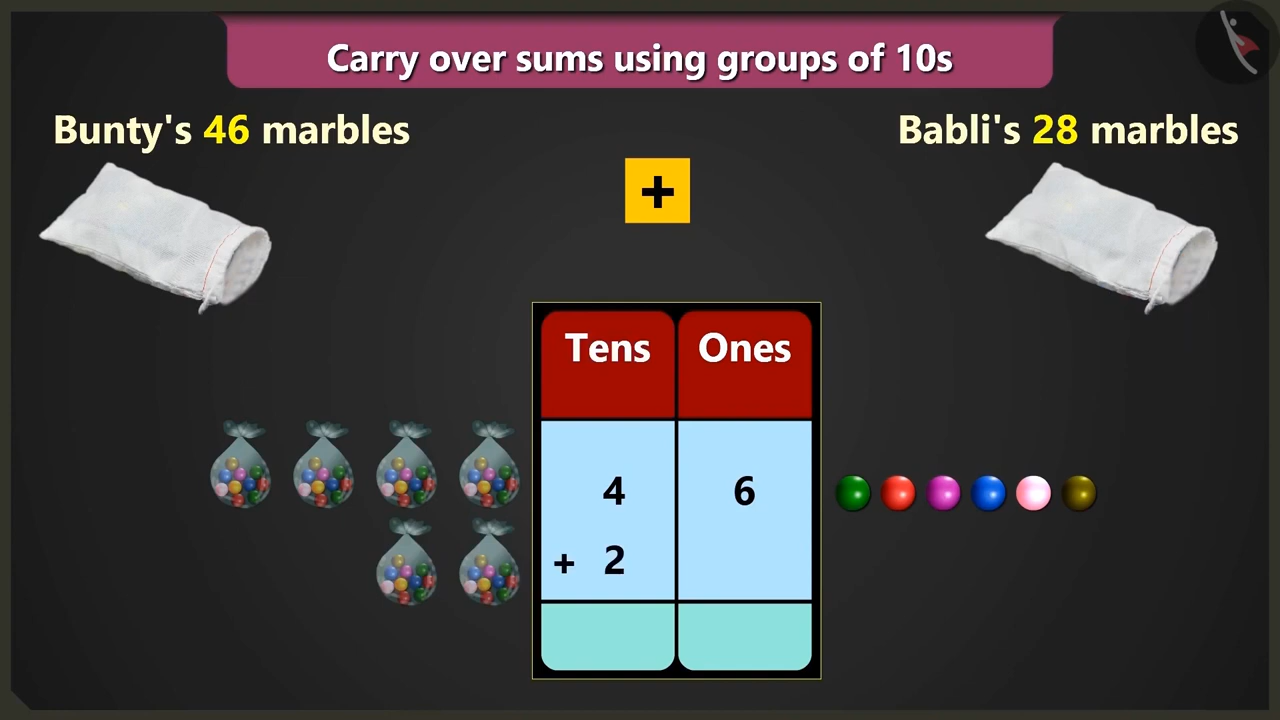 Carry over sums using groups of 10s
Bunty's 46 marbles
Babli's 28 marbles
+
Tens Ones
4 6
+ 2